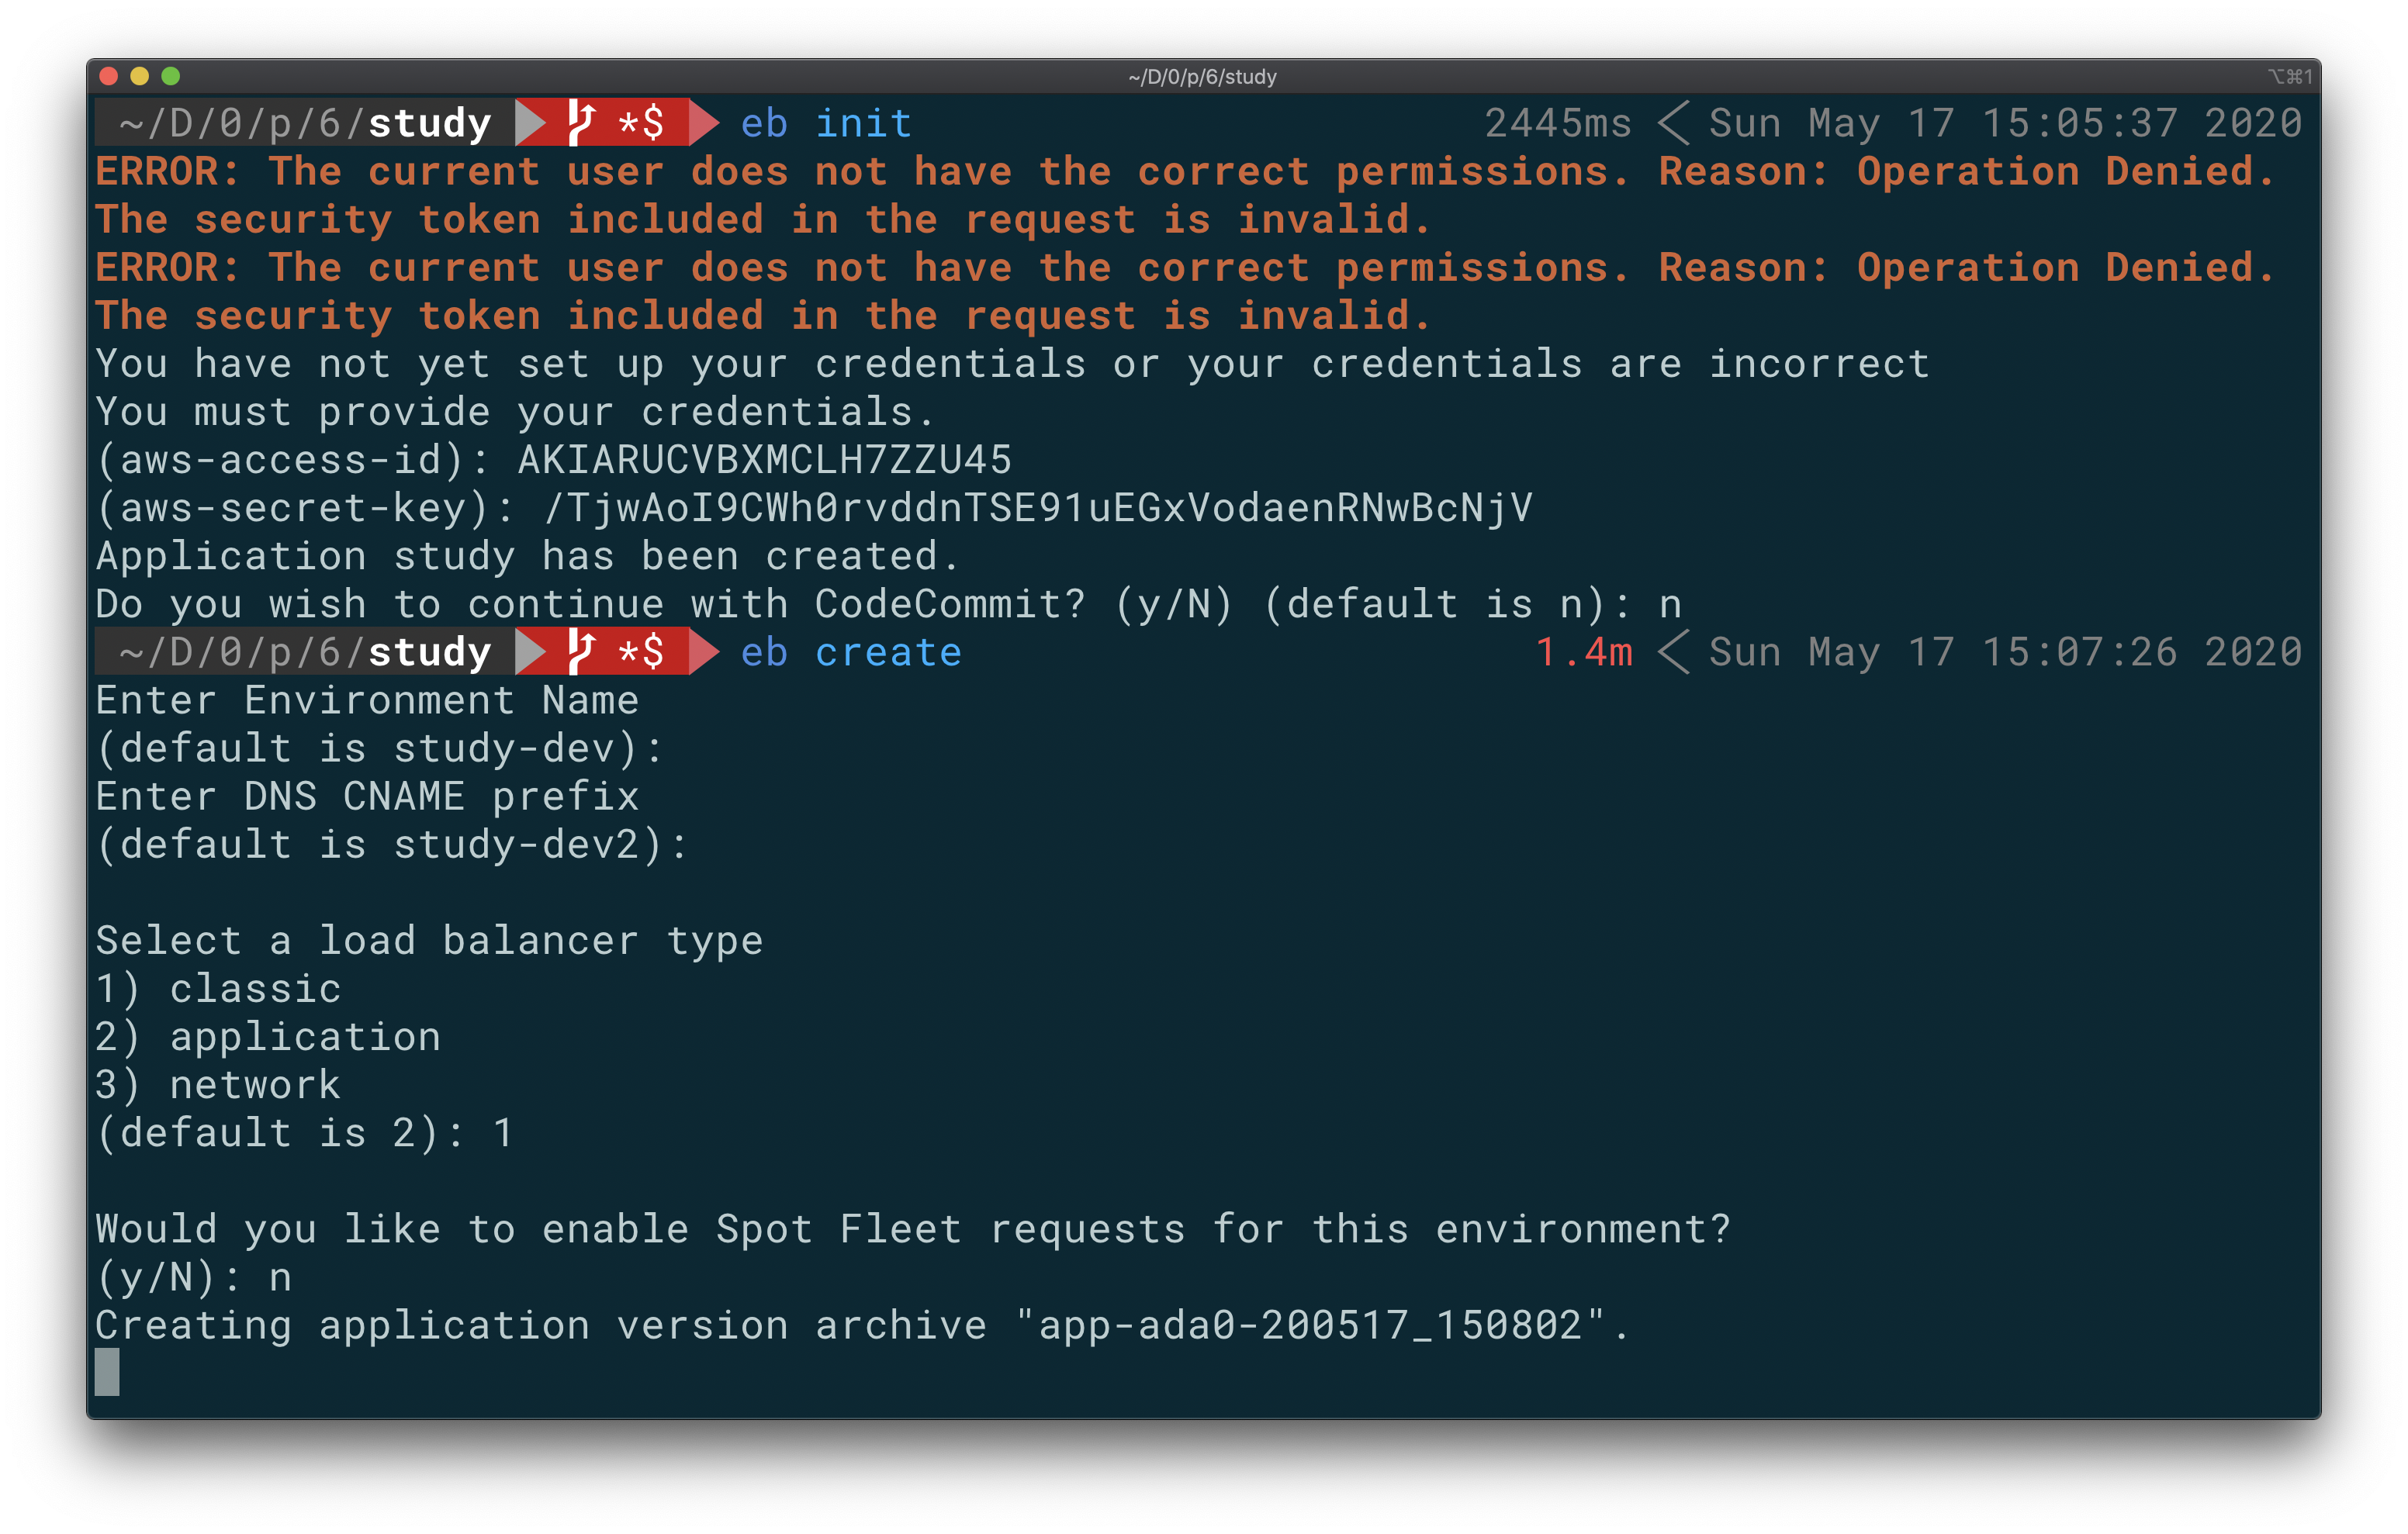 ~/D/0/p/6/study
⌥⌘1
~/D/0/p/6/study *$ eb init 2445ms Sun May 17 15:05:37 2020
ERROR: The current user does not have the correct permissions. Reason: Operation Denied.
The security token included in the request is invalid.
ERROR: The current user does not have the correct permissions. Reason: Operation Denied.
The security token included in the request is invalid.
You have not yet set up your credentials or your credentials are incorrect
You must provide your credentials.
(aws-access-id): AKIARUCVBXMCLH7ZZU45
(aws-secret-key): /TjwAoI9CWh0rvddnTSE91uEGxVodaenRNwBcNjV
Application study has been created.
Do you wish to continue with CodeCommit? (y/N) (default is n): n
~/D/0/p/6/study *$ eb create 1.4m Sun May 17 15:07:26 2020
Enter Environment Name
(default is study-dev):
Enter DNS CNAME prefix
(default is study-dev2):
Select a load balancer type
1) classic
2) application
3) network
(default is 2): 1
Would you like to enable Spot Fleet requests for this environment?
(y/N): n
Creating application version archive "app-ada0-200517_150802".